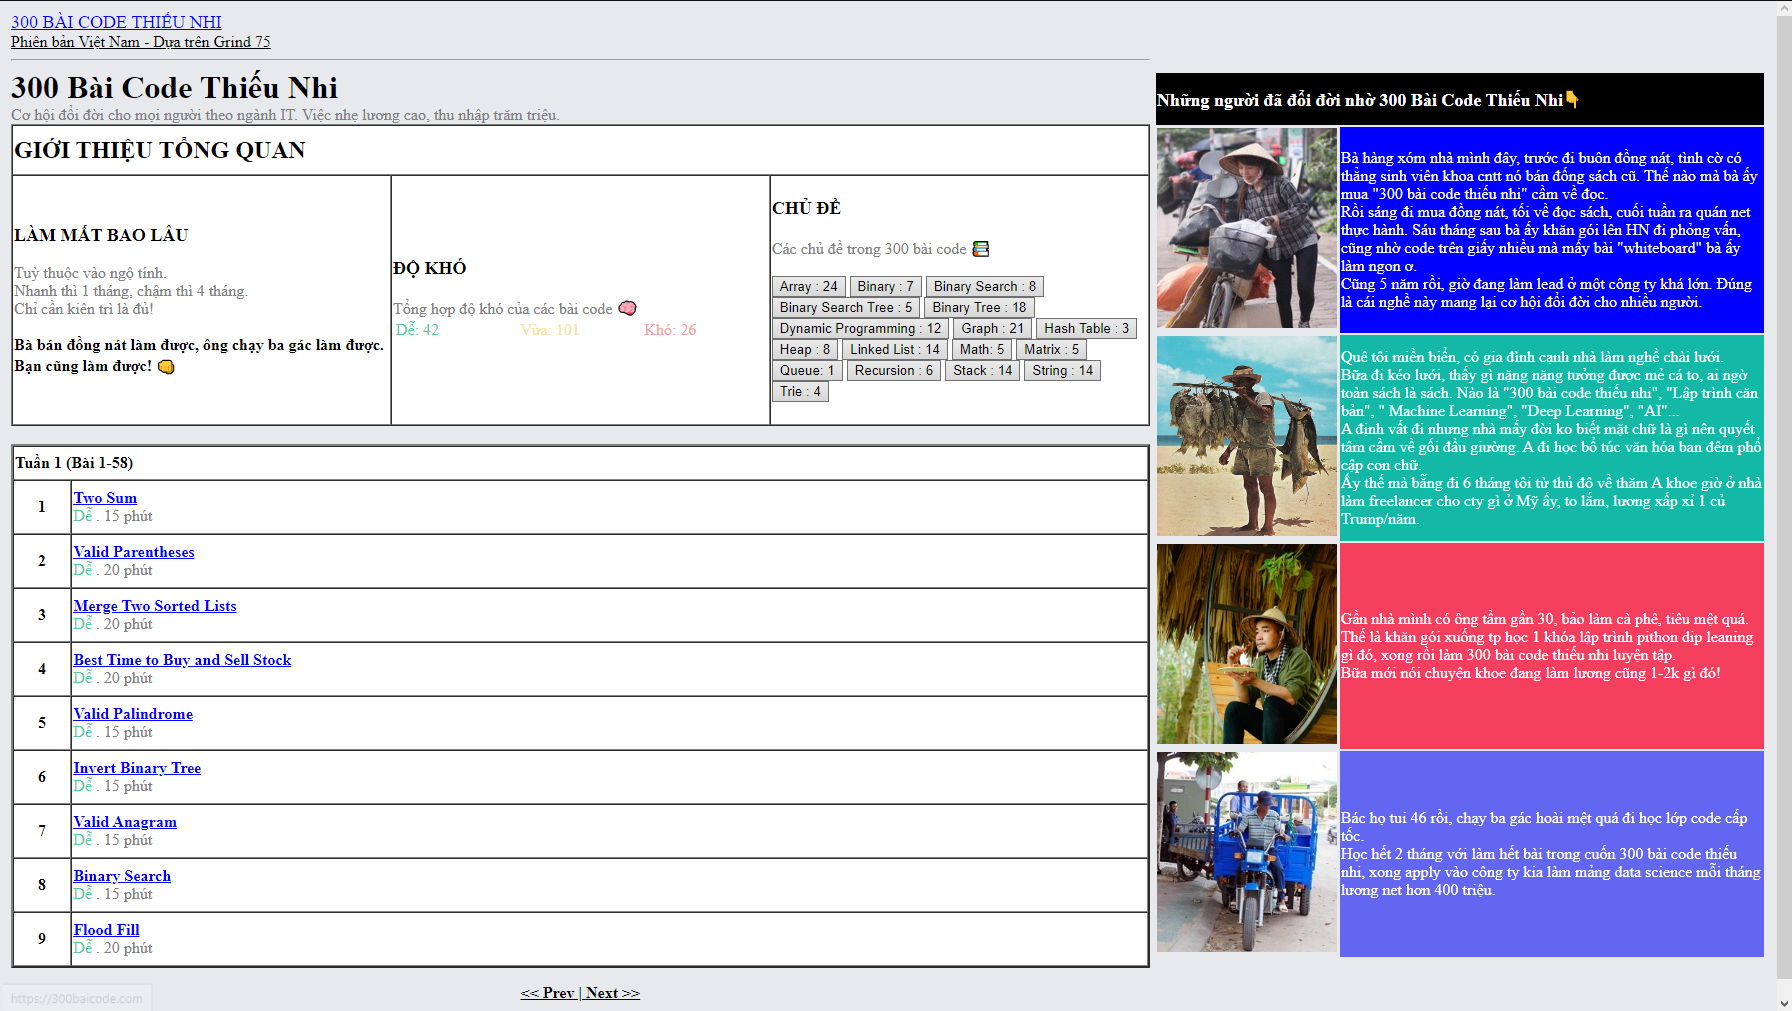 300 BÀI CODE THIẾU NHI
Phiên bản Việt Nam - Dựa trên Grind 75
300 Bài Code Thiếu Nhi
Cơ hội đổi đời cho mọi người theo ngành IT. Việc nhẹ lương cao, thu nhập trăm triệu.
GIỚI THIỆU TỔNG QUAN
LÀM MẤT BAO LÂU
Tuỳ thuộc vào ngộ tính.
Nhanh thì 1 tháng, chậm thì 4 tháng.
Chỉ cần kiên trì là đủ!
Bà bán đồng nát làm được, ông chạy ba gác làm được.
Bạn cũng làm được! 👊
ĐỘ KHÓ
Tổng hợp độ khó của các bài code 🧠
Dễ: 42 Vừa: 101 Khó: 26
CHỦ ĐỀ
Các chủ đề trong 300 bài code 📚
Array : 24 Binary : 7 Binary Search : 8
Binary Search Tree : 5 Binary Tree : 18
Dynamic Programming : 12 Graph : 21 Hash Table : 3
Heap : 8 Linked List : 14 Math: 5 Matrix : 5
Queue: 1 Recursion : 6 Stack : 14 String : 14
Trie : 4
Tuần 1 (Bài 1-58)
1 Two Sum
Dễ . 15 phút
2 Valid Parentheses
Dễ . 20 phút
3 Merge Two Sorted Lists
Dễ . 20 phút
4 Best Time to Buy and Sell Stock
Dễ . 20 phút
5 Valid Palindrome
Dễ . 15 phút
6 Invert Binary Tree
Dễ . 15 phút
7 Valid Anagram
Dễ . 15 phút
8 Binary Search
Dễ . 15 phút
9 Flood Fill
Dễ . 20 phút
<< Prev | Next >>
https://300baicode.com
Những người đã đổi đời nhờ 300 Bài Code Thiếu Nhi👇
Bà hàng xóm nhà mình đây, trước đi buôn đồng nát, tình cờ có
thằng sinh viên khoa cntt nó bán đống sách cũ. Thế nào mà bà ấy
mua "300 bài code thiếu nhi" cầm về đọc.
Rồi sáng đi mua đồng nát, tối về đọc sách, cuối tuần ra quán net
thực hành. Sáu tháng sau bà ấy khăn gói lên HN đi phỏng vấn,
cũng nhờ code trên giấy nhiều mà mấy bài "whiteboard" bà ấy
làm ngon ơ.
Cũng 5 năm rồi, giờ đang làm lead ở một công ty khá lớn. Đúng
là cái nghề này mang lại cơ hội đổi đời cho nhiều người.
Quê tôi miền biển, có gia đình cạnh nhà làm nghề chài lưới.
Bữa đi kéo lưới, thấy gì nặng nặng tưởng được mẻ cá to, ai ngờ
toàn sách là sách. Nào là "300 bài code thiếu nhi", "Lập trình căn
bản", " Machine Learning", "Deep Learning", "AI"...
A định vất đi nhưng nhà mấy đời ko biết mặt chữ là gì nên quyết
tâm cầm về gối đầu giường. A đi học bổ túc văn hóa ban đêm phổ
cập con chữ.
Ấy thế mà bẵng đi 6 tháng tôi từ thủ đô về thăm A khoe giờ ở nhà
làm freelancer cho cty gì ở Mỹ ấy, to lắm, lương xấp xỉ 1 củ
Trump/năm.
Gần nhà mình có ông tầm gần 30, bảo làm cà phê, tiêu mệt quá.
Thế là khăn gói xuống tp học 1 khóa lập trình pithon dip leaning
gì đó, xong rồi làm 300 bài code thiếu nhi luyện tập.
Bữa mới nói chuyện khoe đang làm lương cũng 1-2k gì đó!
Bác họ tui 46 rồi, chạy ba gác hoài mệt quá đi học lớp code cấp
tốc.
Học hết 2 tháng với làm hết bài trong cuốn 300 bài code thiếu
nhi, xong apply vào công ty kia làm mảng data science mỗi tháng
lương net hơn 400 triệu.